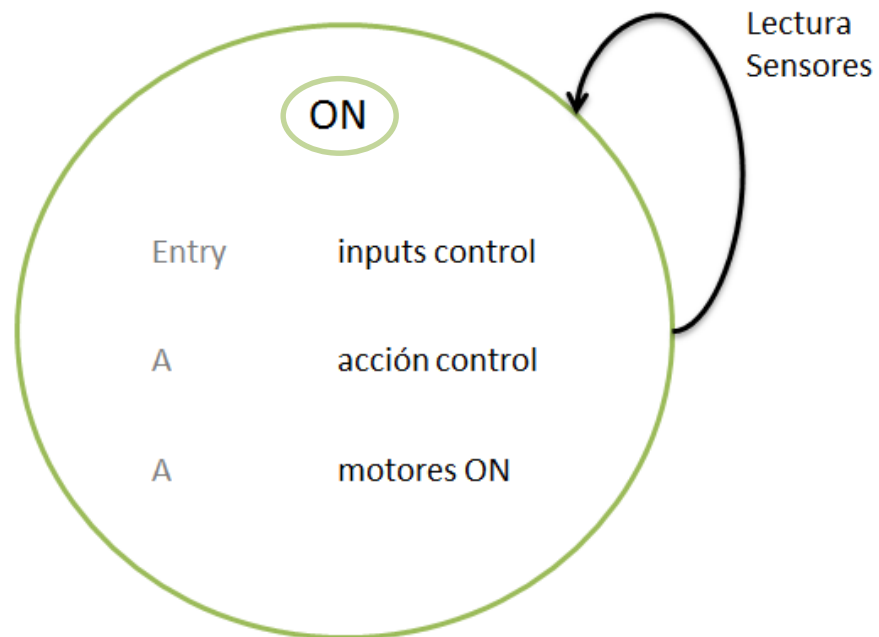 Lectura
Sensores
ON
Entry inputs control
A acción control
A motores ON